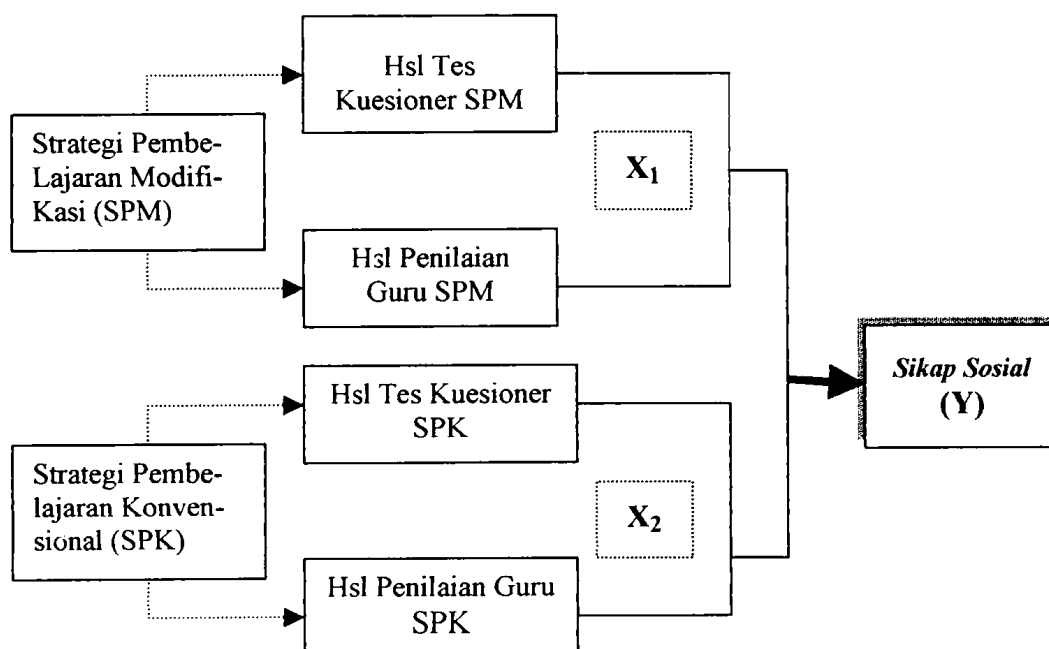 Hsl Tes
Kuesioner SPM
Strategi Pembe-
Lajaran Modifi-
Kasi (SPM)
X₁
Hsl Penilaian
Guru SPM
Sikap Sosial
(Y)
Hsl Tes Kuesioner
SPK
Strategi Pembe-
lajaran Konven-
sional (SPK)
X₂
Hsl Penilaian Guru
SPK